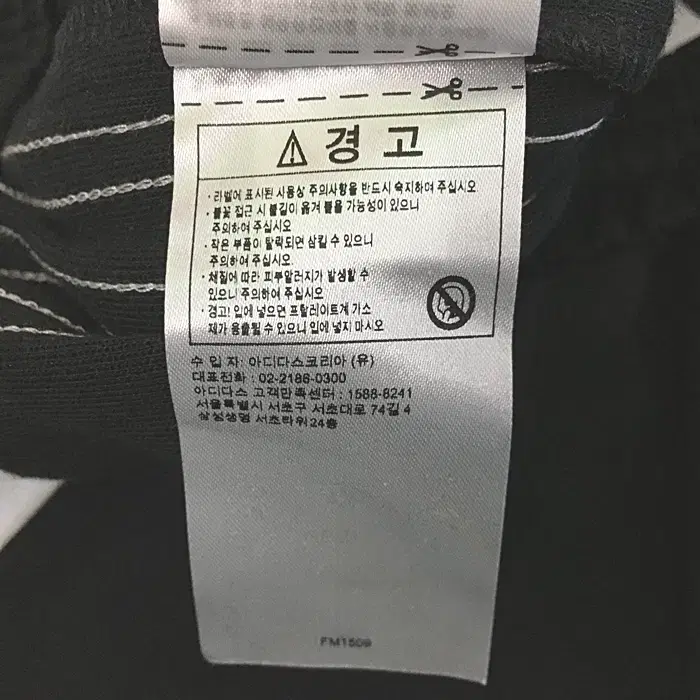 ⚠ 경 고
· 라벨에 표시된 사용상 주의사항을 반드시 숙지하여 주십시오
· 불꽃 접근 시 불길이 옮겨 붙을 가능성이 있으니
주의하여 주십시오
· 작은 부품이 탈락되면 삼킬 수 있으니
주의하여 주십시오.
· 체질에 따라 피부알러지가 발생할 수
있으니 주의하여 주십시오
· 경고! 입에 넣으면 프탈레이트계 가소
제가 용출될 수 있으니 입에 넣지 마시오
수 입 자: 아디다스코리아 (유)
대표전화 : 02-2186-0300
아디다스 고객만족센터 : 1588-8241
서울특별시 서초구 서초대로 74길 4
삼성생명 서초타워 24층
FM1509